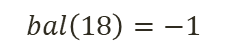 bal(18) = −1